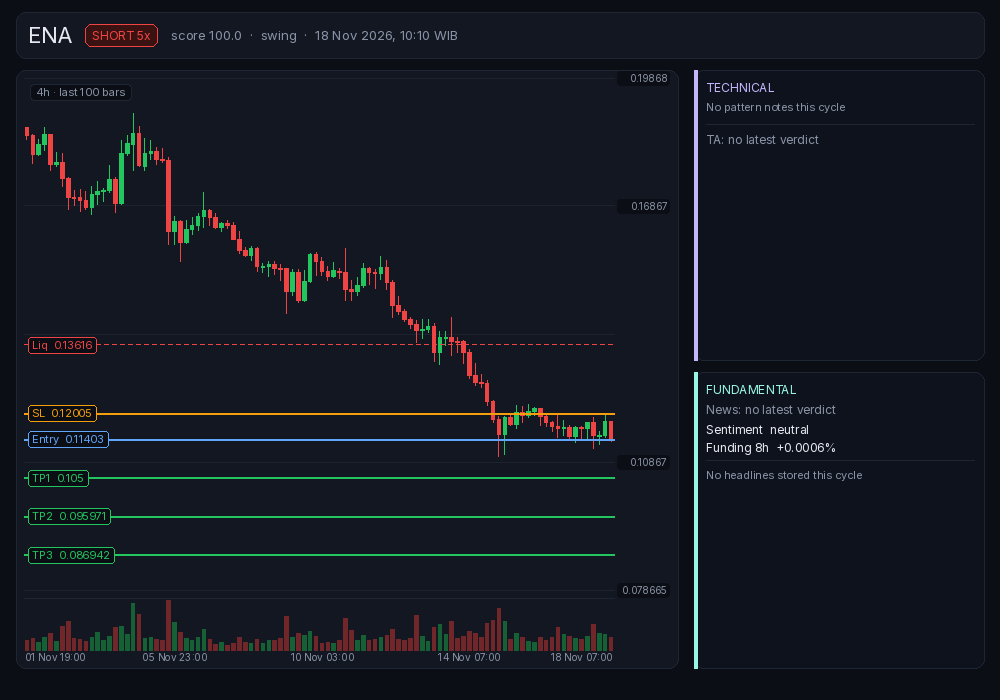 ENA SHORT 5x score 100.0 · swing · 18 Nov 2026, 10:10 WIB
4h · last 100 bars
0.19868
0.16867
Liq 0.13616
SL 0.12005
Entry 0.11403
0.10867
TP1 0.105
TP2 0.095971
TP3 0.086942
0.078665
01 Nov 19:00 05 Nov 23:00 10 Nov 03:00 14 Nov 07:00 18 Nov 07:00
TECHNICAL
No pattern notes this cycle
TA: no latest verdict
FUNDAMENTAL
News: no latest verdict
Sentiment neutral
Funding 8h +0.0006%
No headlines stored this cycle